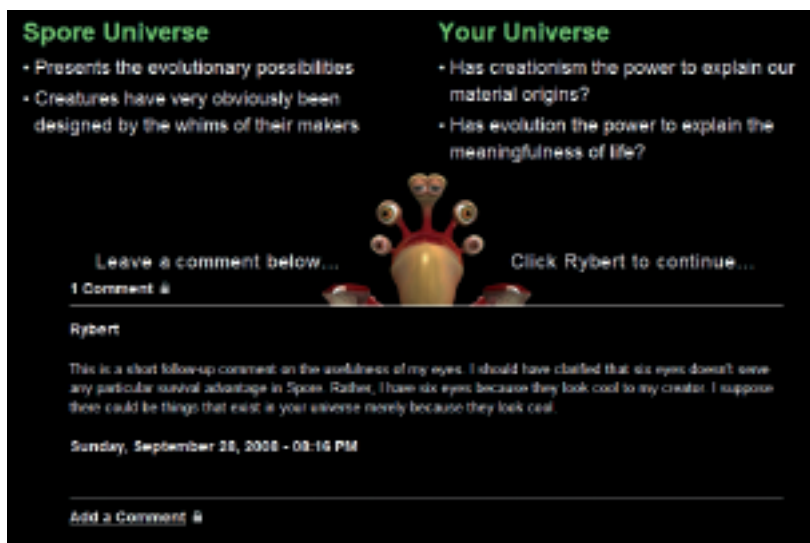 Spore Universe
• Presents the evolutionary possibilities
• Creatures have very obviously been
designed by the whims of their makers
Your Universe
• Has creationism the power to explain our
material origins?
• Has evolution the power to explain the
meaningfulness of life?
Leave a comment below...
Click Rybert to continue...
1 Comment
Rybert
This is a short follow-up comment on the usefulness of my eyes. I should have clarified that six eyes doesn't serve
any particular survival advantage in Spore. Rather, I have six eyes because they look cool to my creator. I suppose
there could be things that exist in your universe merely because they look cool.
Sunday, September 28, 2008 - 08:16 PM
Add a Comment